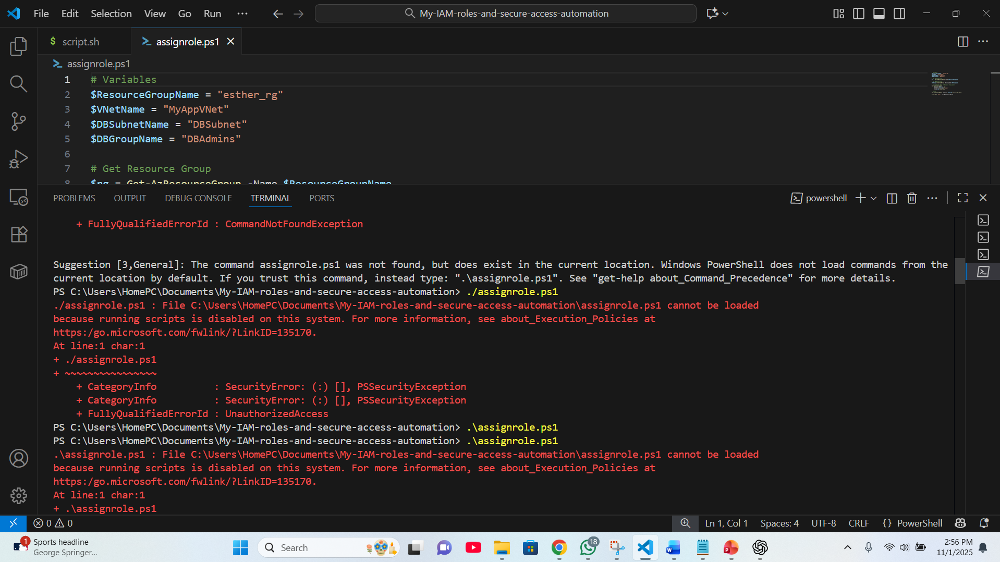 File Edit Selection View Go Run ···
My-IAM-roles-and-secure-access-automation
$ script.sh
assignrole.ps1
assignrole.ps1
1 # Variables
2 $ResourceGroupName = "esther_rg"
3 $VNetName = "MyAppVNet"
4 $DBSubnetName = "DBSubnet"
5 $DBGroupName = "DBAdmins"
6
7 # Get Resource Group
8 $rg = Get-AzResourceGroup -Name $ResourceGroupName
PROBLEMS OUTPUT DEBUG CONSOLE TERMINAL PORTS
powershell
+ FullyQualifiedErrorId : CommandNotFoundException
Suggestion [3,General]: The command assignrole.ps1 was not found, but does exist in the current location. Windows PowerShell does not load commands from the
current location by default. If you trust this command, instead type: ".\assignrole.ps1". See "get-help about_Command_Precedence" for more details.
PS C:\Users\HomePC\Documents\My-IAM-roles-and-secure-access-automation> ./assignrole.ps1
./assignrole.ps1 : File C:\Users\HomePC\Documents\My-IAM-roles-and-secure-access-automation\assignrole.ps1 cannot be loaded
because running scripts is disabled on this system. For more information, see about_Execution_Policies at
https:/go.microsoft.com/fwlink/?LinkID=135170.
At line:1 char:1
+ ./assignrole.ps1
+ ~~~~~~~~~~~~~~~~
+ CategoryInfo : SecurityError: (:) [], PSSecurityException
+ CategoryInfo : SecurityError: (:) [], PSSecurityException
+ FullyQualifiedErrorId : UnauthorizedAccess
PS C:\Users\HomePC\Documents\My-IAM-roles-and-secure-access-automation> .\assignrole.ps1
PS C:\Users\HomePC\Documents\My-IAM-roles-and-secure-access-automation> .\assignrole.ps1
.\assignrole.ps1 : File C:\Users\HomePC\Documents\My-IAM-roles-and-secure-access-automation\assignrole.ps1 cannot be loaded
because running scripts is disabled on this system. For more information, see about_Execution_Policies at
https:/go.microsoft.com/fwlink/?LinkID=135170.
At line:1 char:1
+ .\assignrole.ps1
0 0
Ln 1, Col 1 Spaces: 4 UTF-8 CRLF {} PowerShell
1
Sports headline
George Springer...
Search
18
2:56 PM
11/1/2025